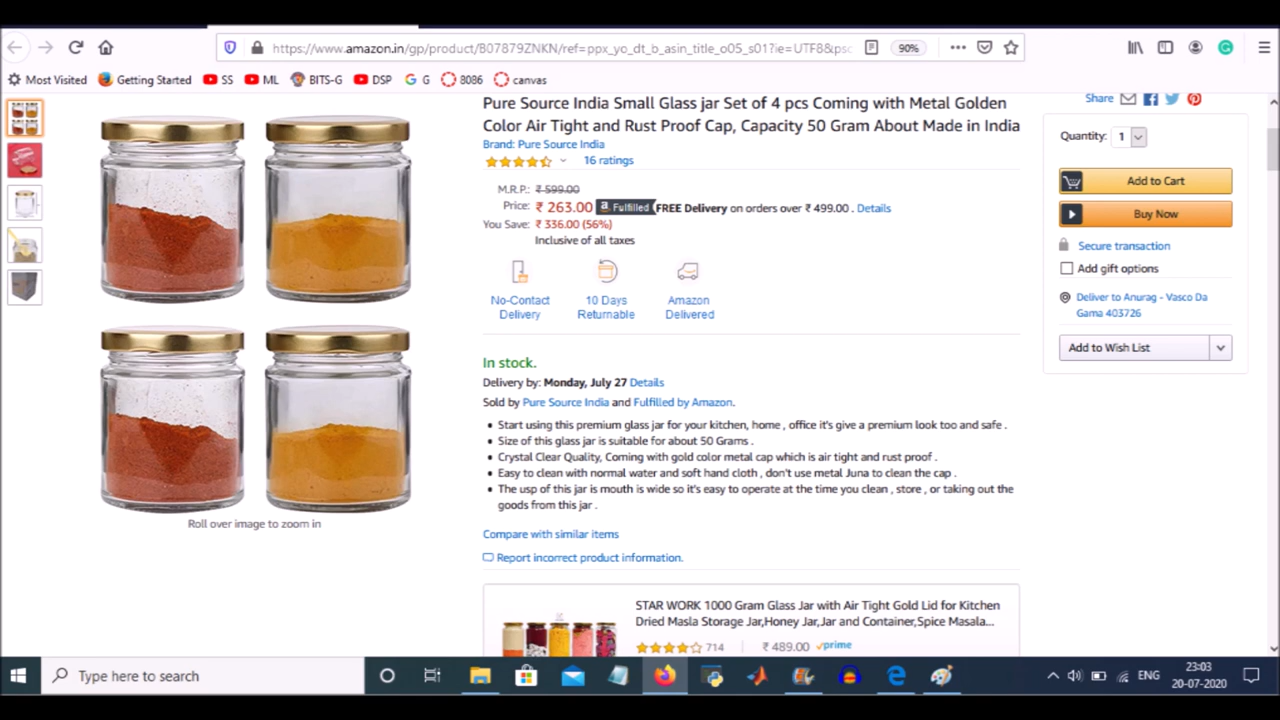 https://www.amazon.in/gp/product/B07879ZNKN/ref=ppx_yo_dt_b_asin_title_o05_s01?ie=UTF8&psc
90%
Most Visited Getting Started SS ML BITS-G DSP G 8086 canvas
Pure Source India Small Glass jar Set of 4 pcs Coming with Metal Golden
Color Air Tight and Rust Proof Cap, Capacity 50 Gram About Made in India
Brand: Pure Source India
16 ratings
M.R.P.: ₹ 599.00
Price: ₹ 263.00 a Fulfilled FREE Delivery on orders over ₹ 499.00 . Details
You Save: ₹ 336.00 (56%)
Inclusive of all taxes
No-Contact
Delivery
10 Days
Returnable
Amazon
Delivered
In stock.
Delivery by: Monday, July 27 Details
Sold by Pure Source India and Fulfilled by Amazon.
• Start using this premium glass jar for your kitchen, home , office it's give a premium look too and safe .
• Size of this glass jar is suitable for about 50 Grams .
• Crystal Clear Quality, Coming with gold color metal cap which is air tight and rust proof .
• Easy to clean with normal water and soft hand cloth , don't use metal Juna to clean the cap .
• The usp of this jar is mouth is wide so it's easy to operate at the time you clean , store , or taking out the
goods from this jar .
Compare with similar items
Report incorrect product information.
STAR WORK 1000 Gram Glass Jar with Air Tight Gold Lid for Kitchen
Dried Masla Storage Jar,Honey Jar,Jar and Container,Spice Masala...
714 ₹ 489.00 prime
Roll over image to zoom in
Share
Quantity: 1
Add to Cart
Buy Now
Secure transaction
Add gift options
Deliver to Anurag - Vasco Da
Gama 403726
Add to Wish List
Type here to search
ENG
23:03
20-07-2020